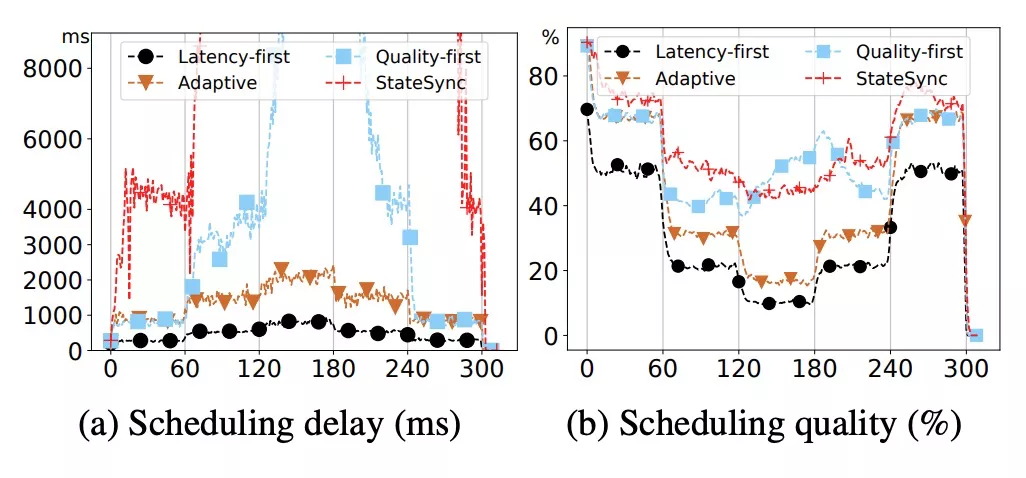 ms
8000
6000
4000
3000
2000
1000
0
Latency-first
Quality-first
Adaptive
StateSync
0 60 120 180 240 300
(a) Scheduling delay (ms)
%
80
60
40
20
0
Latency-first
Quality-first
Adaptive
StateSync
0 60 120 180 240 300
(b) Scheduling quality (%)